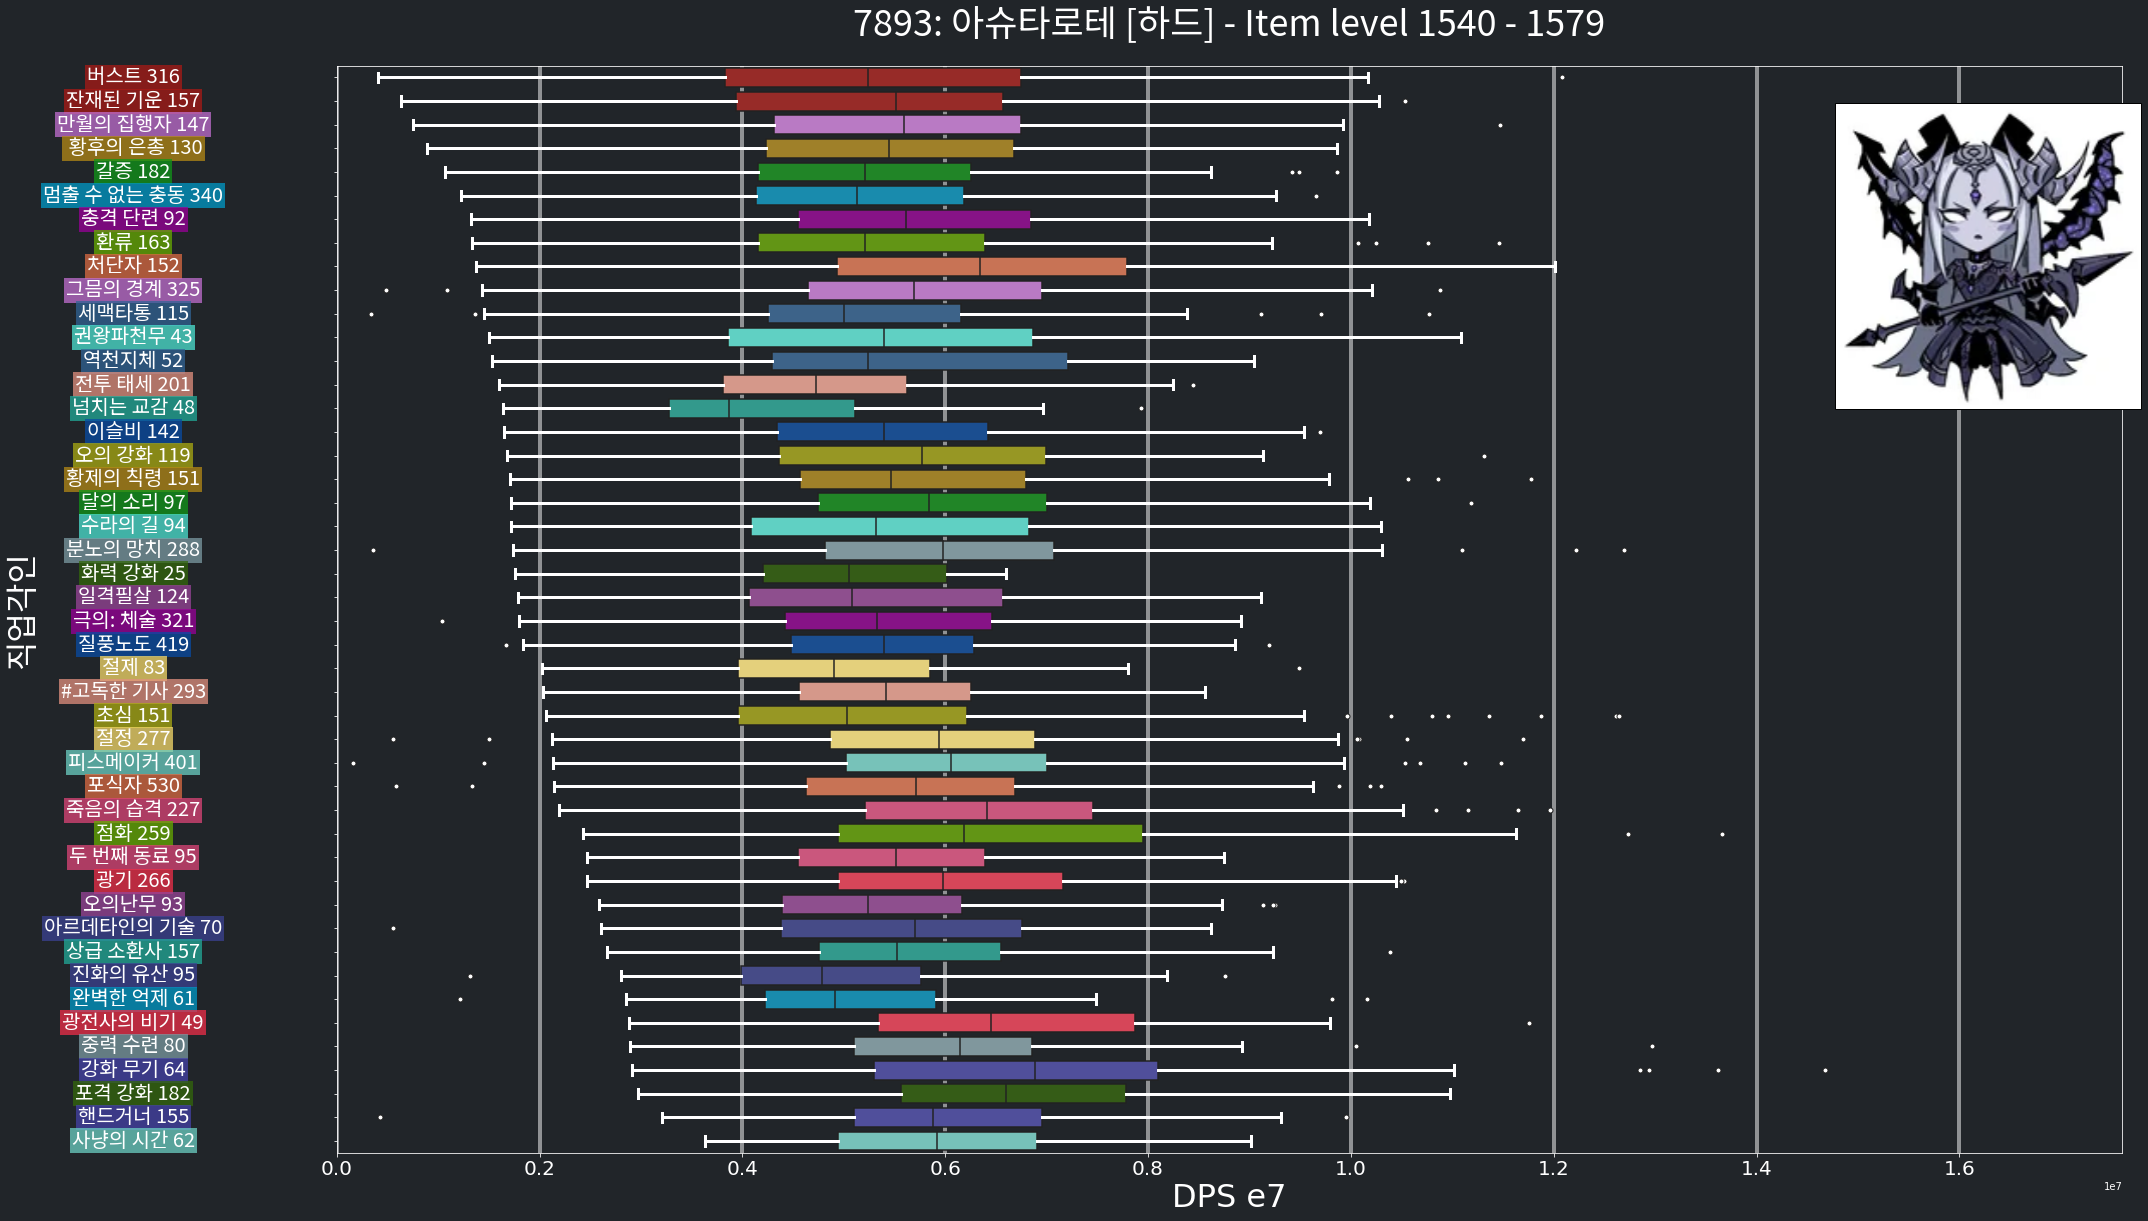 7893: 아슈타로테 [하드] - Item level 1540 - 1579
버스트 316
잔재된 기운 157
만월의 집행자 147
황후의 은총 130
갈증 182
멈출 수 없는 충동 340
충격 단련 92
환류 163
처단자 152
그믐의 경계 325
세맥타통 115
권왕파천무 43
역천지체 52
전투 태세 201
넘치는 교감 48
이슬비 142
오의 강화 119
황제의 칙령 151
달의 소리 97
수라의 길 94
분노의 망치 288
화력 강화 25
일격필살 124
극의: 체술 321
질풍노도 419
절제 83
#고독한 기사 293
초심 151
절정 277
피스메이커 401
포식자 530
죽음의 습격 227
점화 259
두 번째 동료 95
광기 266
오의난무 93
아르데타인의 기술 70
상급 소환사 157
진화의 유산 95
완벽한 억제 61
광전사의 비기 49
중력 수련 80
강화 무기 64
포격 강화 182
핸드거너 155
사냥의 시간 62
직업각인
0.0 0.2 0.4 0.6 0.8 1.0 1.2 1.4 1.6
DPS e7
1e7